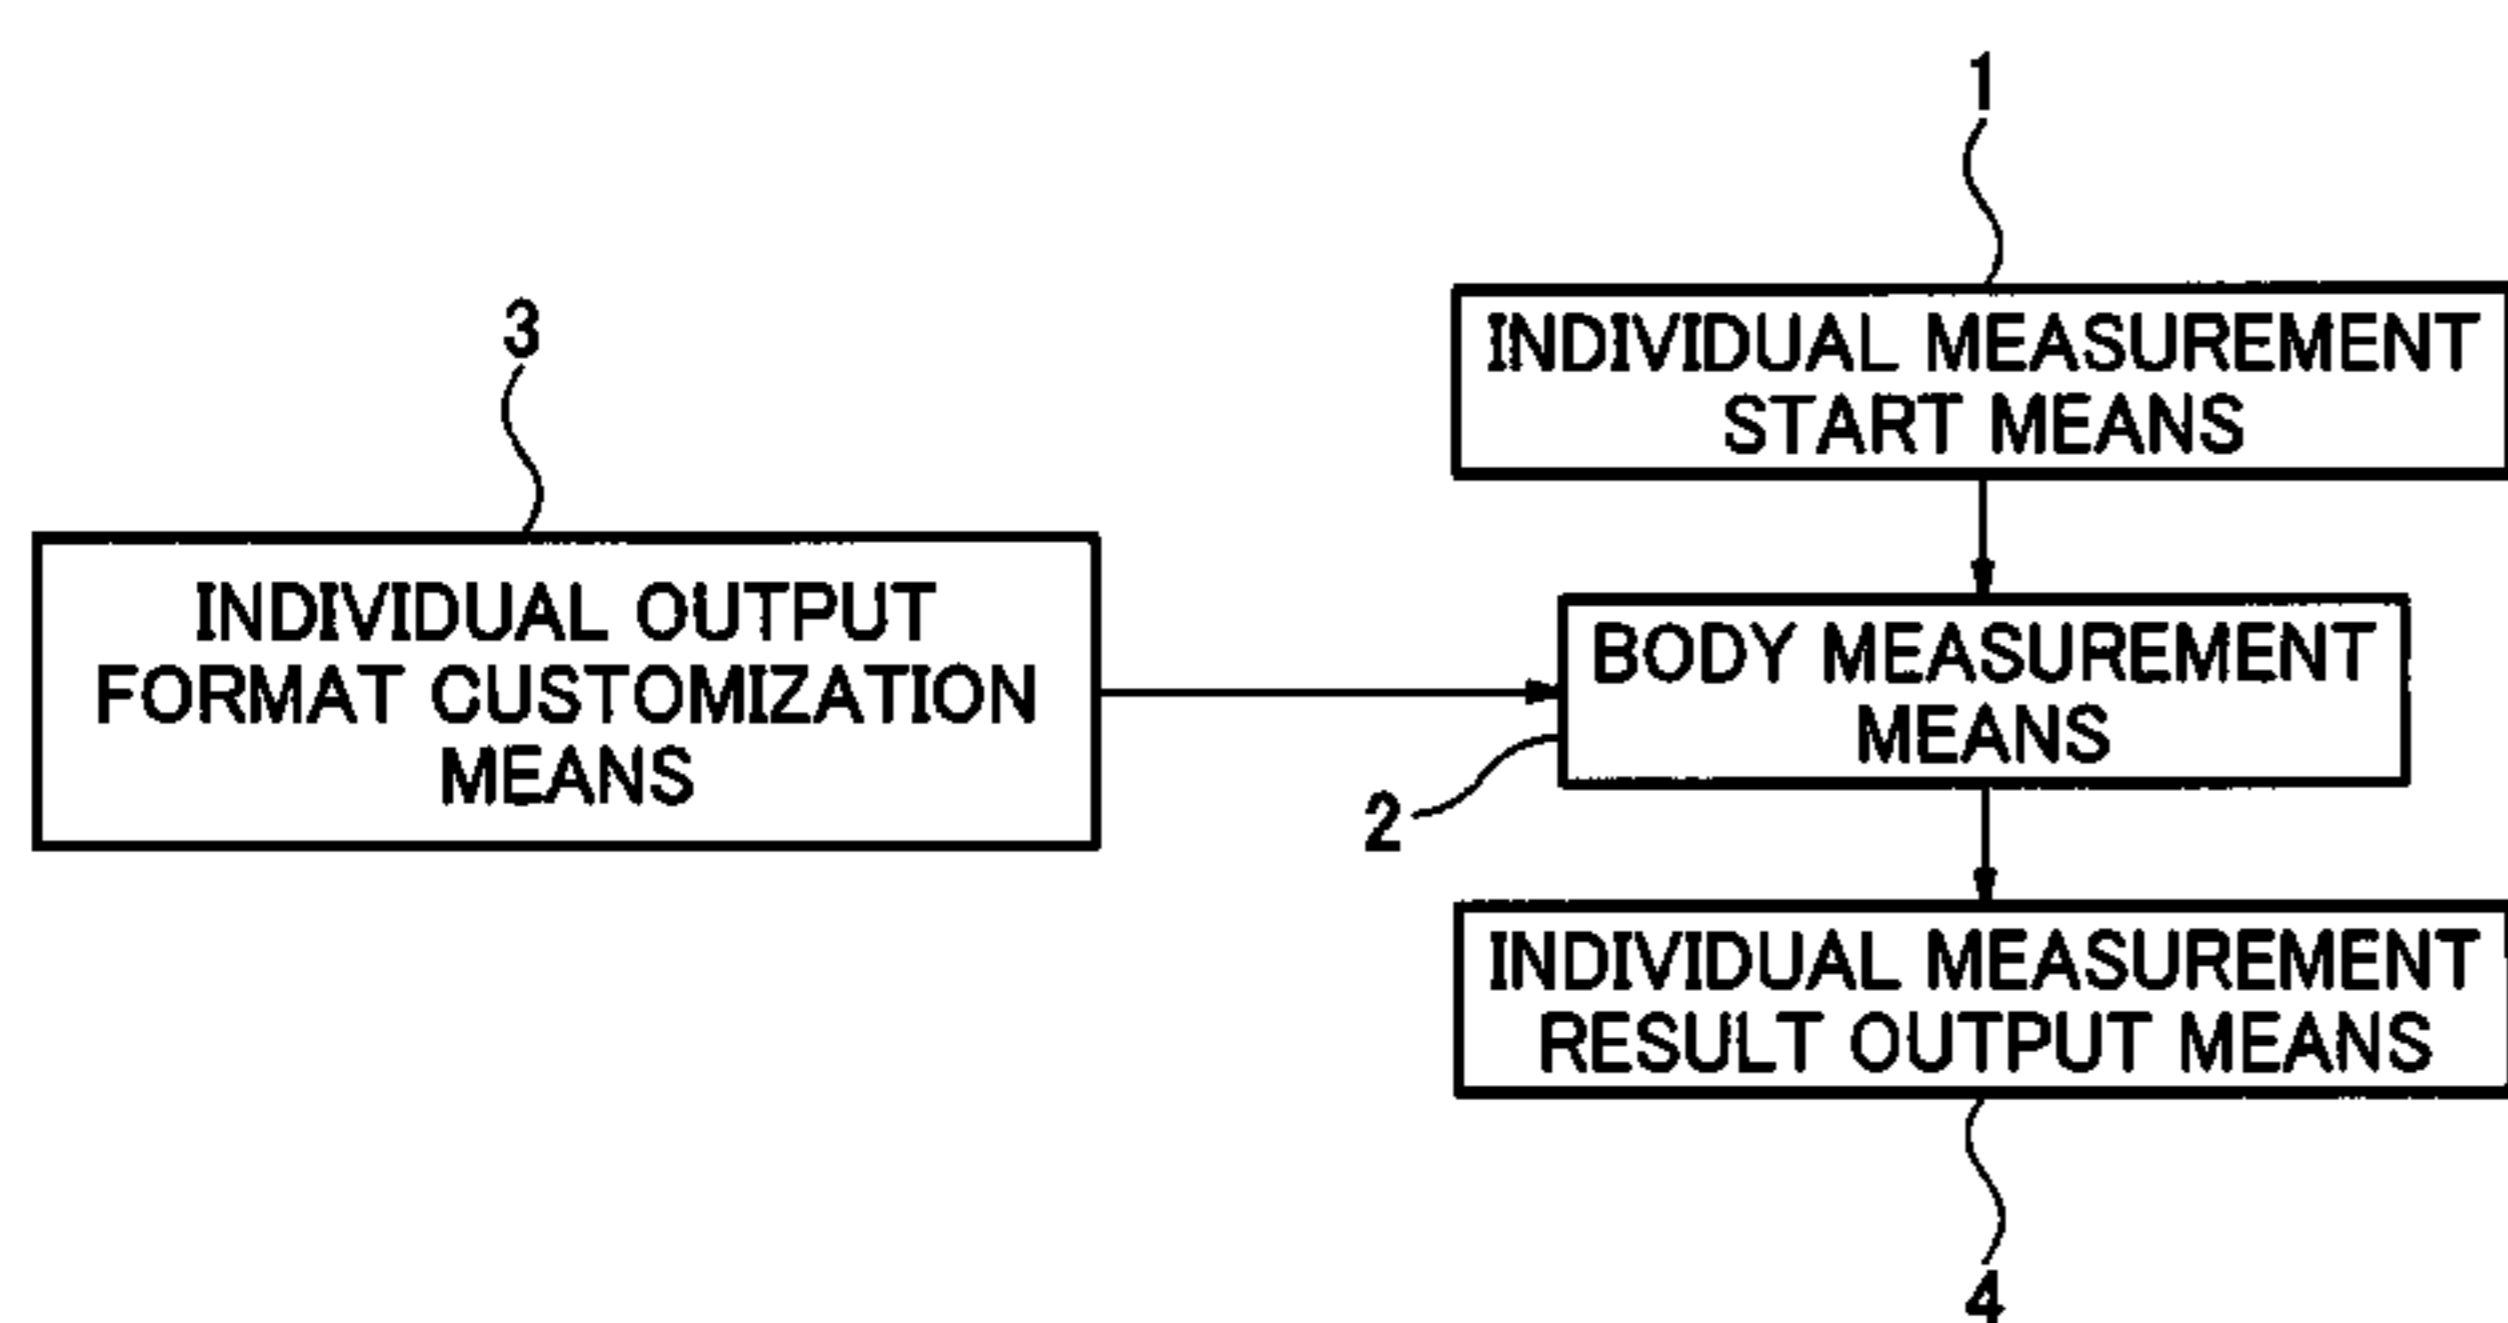 1
INDIVIDUAL MEASUREMENT
START MEANS
3
INDIVIDUAL OUTPUT
FORMAT CUSTOMIZATION
MEANS
BODY MEASUREMENT
MEANS
2
INDIVIDUAL MEASUREMENT
RESULT OUTPUT MEANS
4